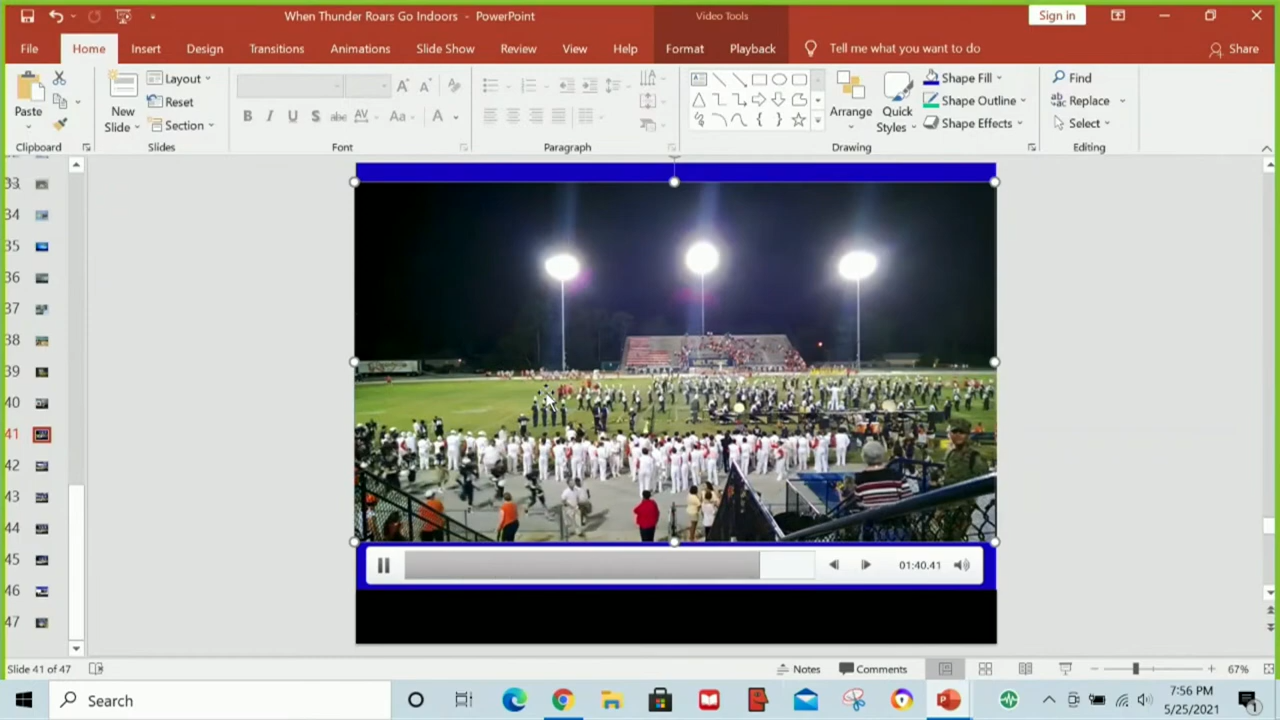 When Thunder Roars Go Indoors - PowerPoint
Video Tools
Sign in
File
Home
Insert
Design
Transitions
Animations
Slide Show
Review
View
Help
Format
Playback
Tell me what you want to do
Share
Paste
Clipboard
New
Slide
Layout
Reset
Section
Slides
B I U S abc AV Aa A
Font
Paragraph
Arrange
Quick
Styles
Shape Fill
Shape Outline
Shape Effects
Drawing
Find
Replace
Select
Editing
33
34
35
36
37
38
39
40
41
42
43
44
45
46
47
01:40.41
Slide 41 of 47
Notes
Comments
67%
Search
7:56 PM
5/25/2021